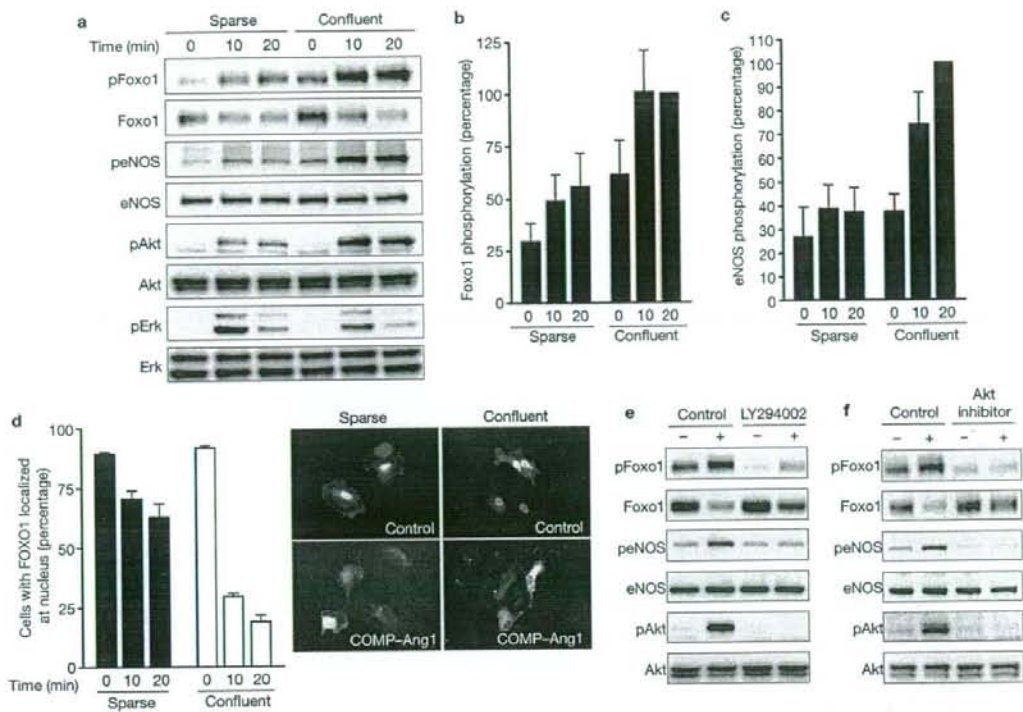 a
Sparse Confluent
Time (min) 0 10 20 0 10 20
pFoxo1
Foxo1
peNOS
eNOS
pAkt
Akt
pErk
Erk
b
Foxo1 phosphorylation (percentage)
125
100
75
50
25
0
0 10 20 0 10 20
Sparse Confluent
c
eNOS phosphorylation (percentage)
110
100
90
80
70
60
50
40
30
20
10
0
0 10 20 0 10 20
Sparse Confluent
d
Cells with FOXO1 localized
at nucleus (percentage)
100
75
50
25
0
Time (min) 0 10 20 0 10 20
Sparse Confluent
Sparse Confluent
Control Control
COMP–Ang1 COMP–Ang1
e
Control LY294002
– + – +
pFoxo1
Foxo1
peNOS
eNOS
pAkt
Akt
f
Akt
Control inhibitor
– + – +
pFoxo1
Foxo1
peNOS
eNOS
pAkt
Akt